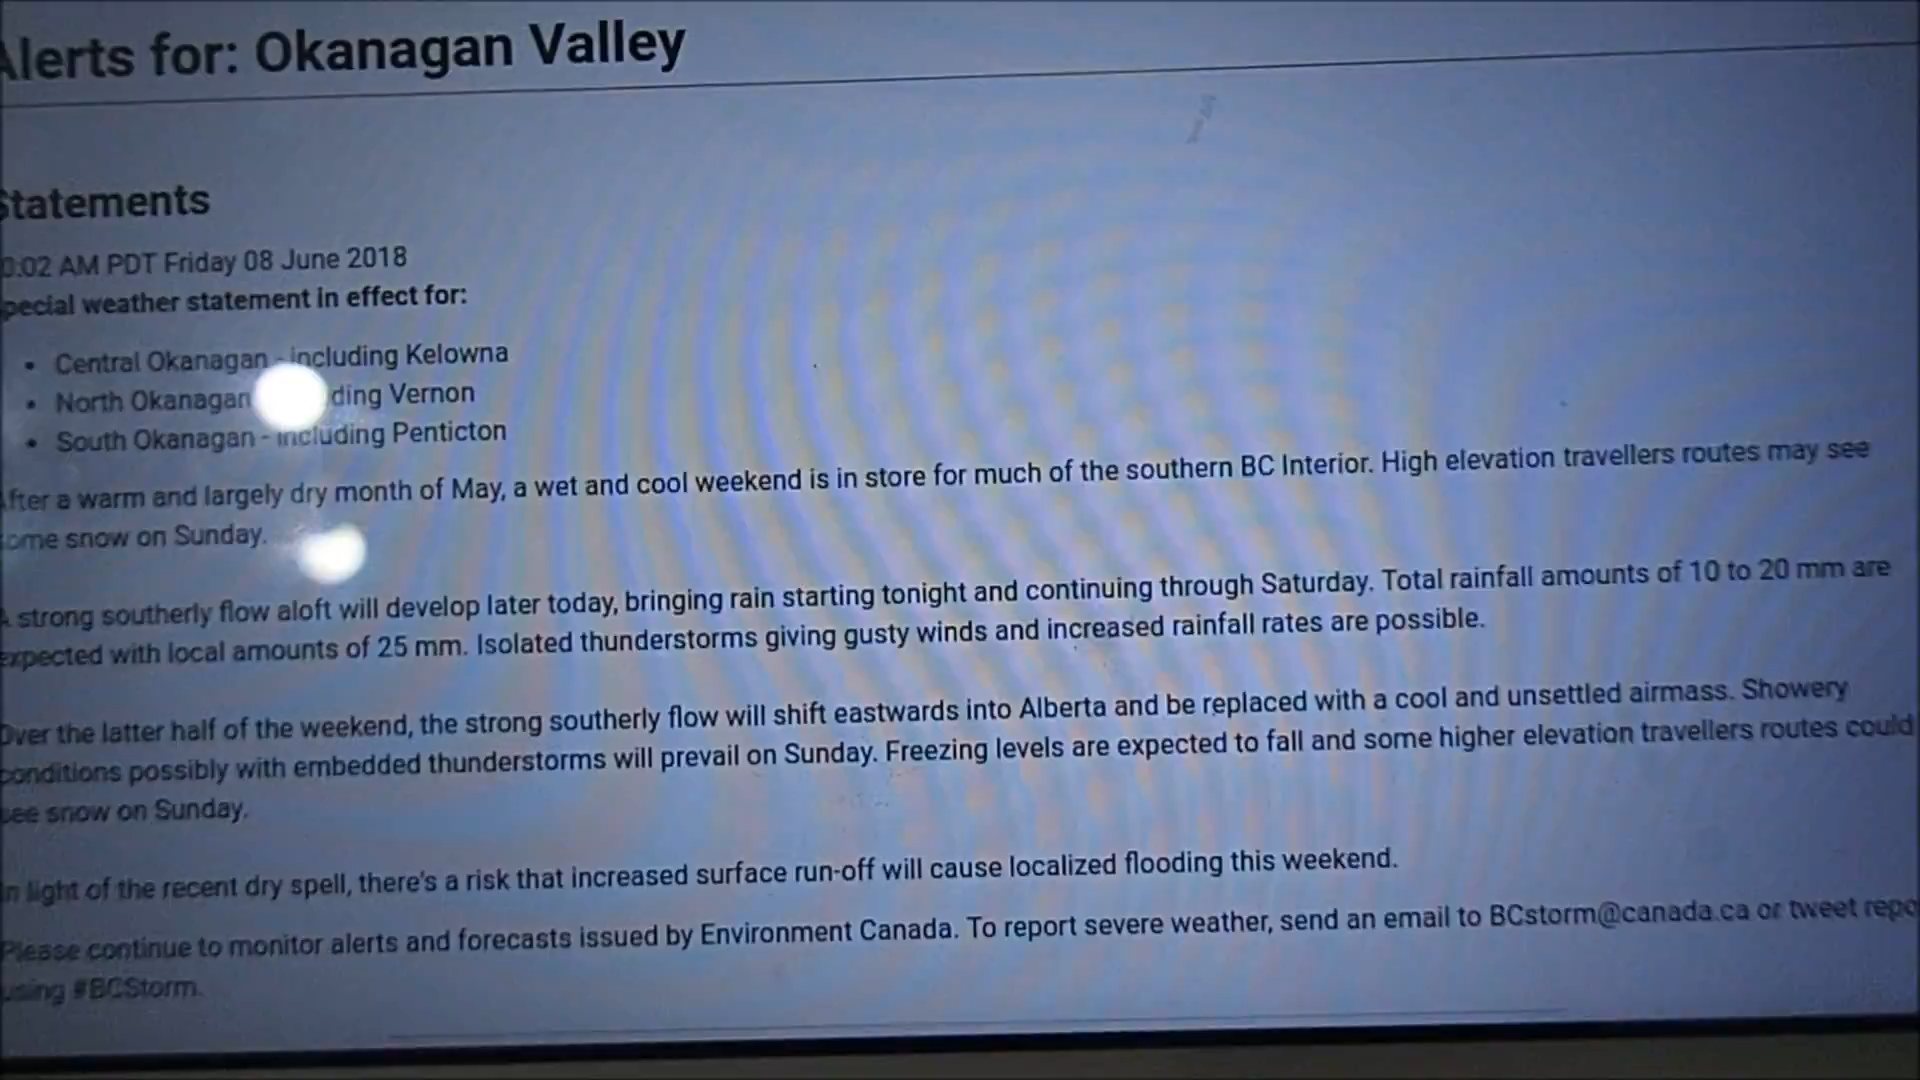 Alerts for: Okanagan Valley
Statements
0:02 AM PDT Friday 08 June 2018
pecial weather statement in effect for:
• Central Okanagan - including Kelowna
• North Okanagan ding Vernon
• South Okanagan - including Penticton
After a warm and largely dry month of May, a wet and cool weekend is in store for much of the southern BC Interior. High elevation travellers routes may see
some snow on Sunday.
A strong southerly flow aloft will develop later today, bringing rain starting tonight and continuing through Saturday. Total rainfall amounts of 10 to 20 mm are
expected with local amounts of 25 mm. Isolated thunderstorms giving gusty winds and increased rainfall rates are possible.
Over the latter half of the weekend, the strong southerly flow will shift eastwards into Alberta and be replaced with a cool and unsettled airmass. Showery
conditions possibly with embedded thunderstorms will prevail on Sunday. Freezing levels are expected to fall and some higher elevation travellers routes could
see snow on Sunday.
In light of the recent dry spell, there's a risk that increased surface run-off will cause localized flooding this weekend.
Please continue to monitor alerts and forecasts issued by Environment Canada. To report severe weather, send an email to BCstorm@canada.ca or tweet repo
using #BCStorm.